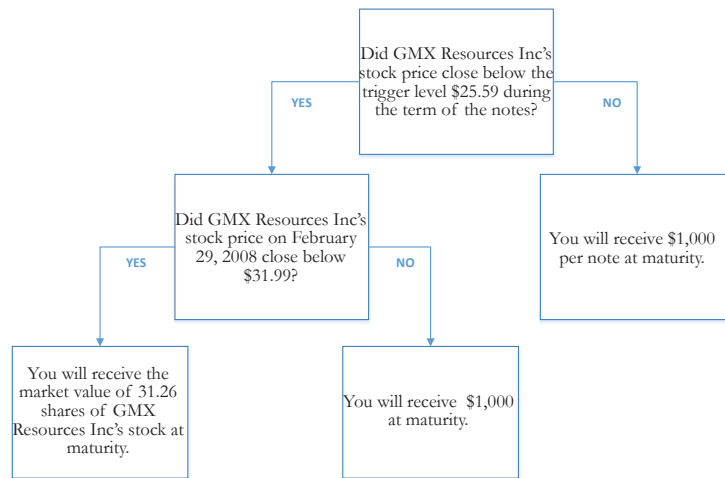 Did GMX Resources Inc's
stock price close below the
trigger level $25.59 during
the term of the notes?
YES
NO
Did GMX Resources Inc's
stock price on February
29, 2008 close below
$31.99?
You will receive $1,000
per note at maturity.
YES
NO
You will receive the
market value of 31.26
shares of GMX
Resources Inc's stock at
maturity.
You will receive $1,000
at maturity.